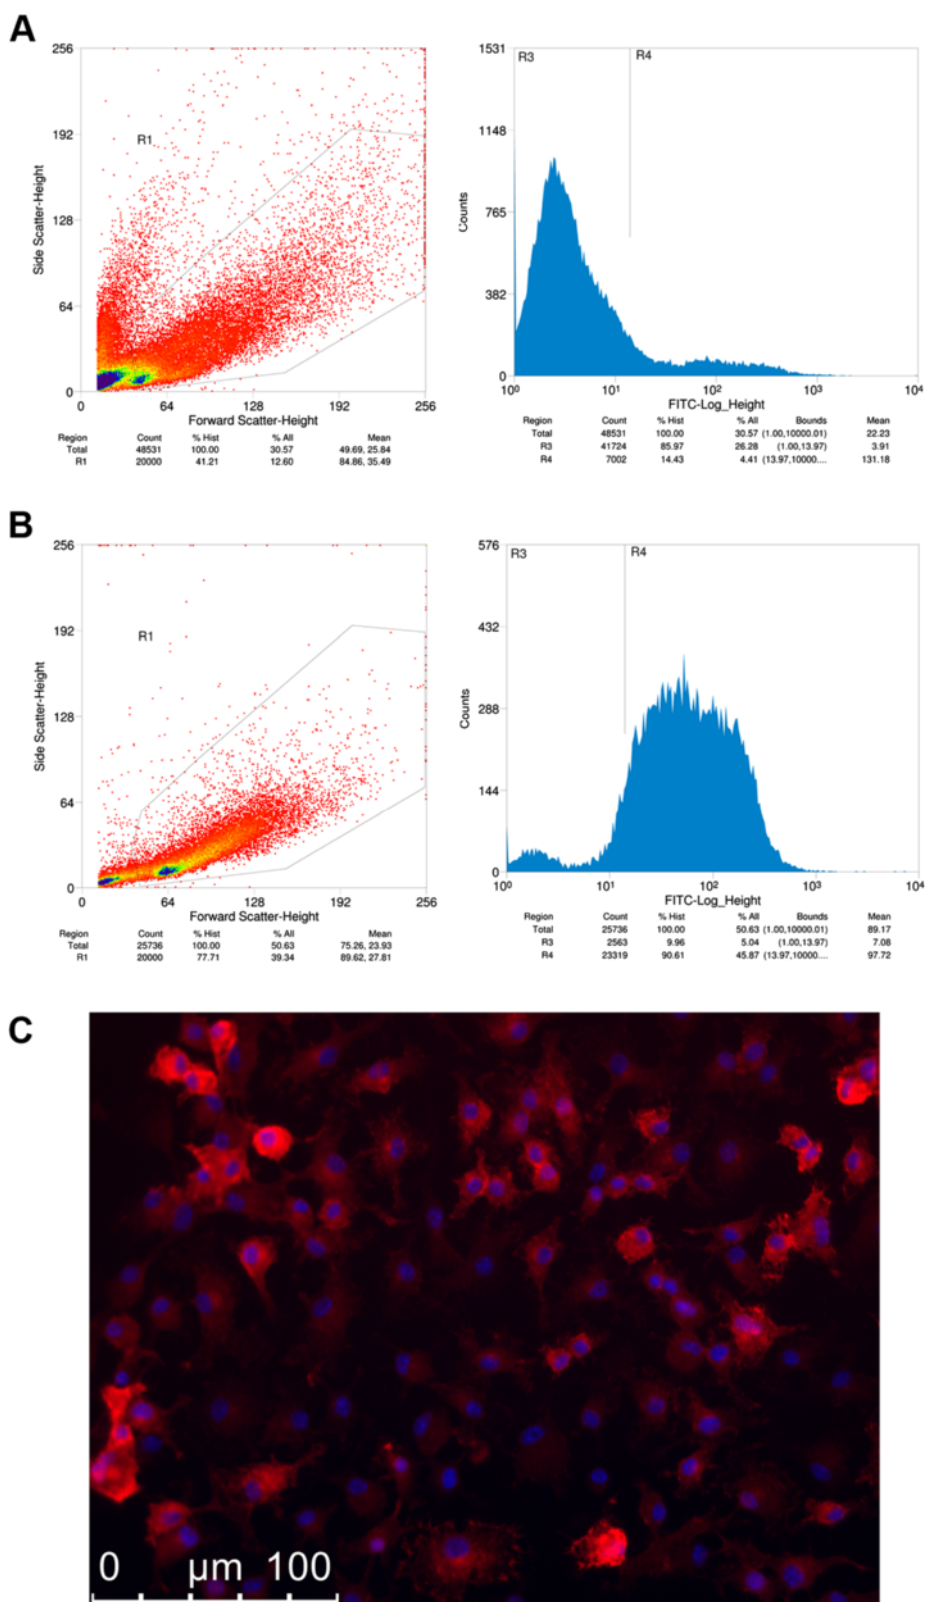 A
256
192
128
64
0
R1
Side Scatter-Height
0 64 128 192 256
Forward Scatter-Height
Region Count % Hist % All Mean
Total 48531 100.00 30.57 49.69, 25.84
R1 20000 41.21 12.60 84.86, 35.49
1531
1148
765
382
0
R3 R4
Counts
10⁰ 10¹ 10² 10³ 10⁴
FITC-Log_Height
Region Count % Hist % All Bounds Mean
Total 48531 100.00 30.57 (1.00,10000.01) 22.23
R3 41724 85.97 26.28 (1.00,13.97) 3.91
R4 7002 14.43 4.41 (13.97,10000.... 131.18
B
256
192
128
64
0
R1
Side Scatter-Height
0 64 128 192 256
Forward Scatter-Height
Region Count % Hist % All Mean
Total 25736 100.00 50.63 75.26, 23.93
R1 20000 77.71 39.34 89.62, 27.81
576
432
288
144
0
R3 R4
Counts
10⁰ 10¹ 10² 10³ 10⁴
FITC-Log_Height
Region Count % Hist % All Bounds Mean
Total 25736 100.00 50.63 (1.00,10000.01) 89.17
R3 2563 9.96 5.04 (1.00,13.97) 7.08
R4 23319 90.61 45.87 (13.97,10000.... 97.72
C
0 µm 100